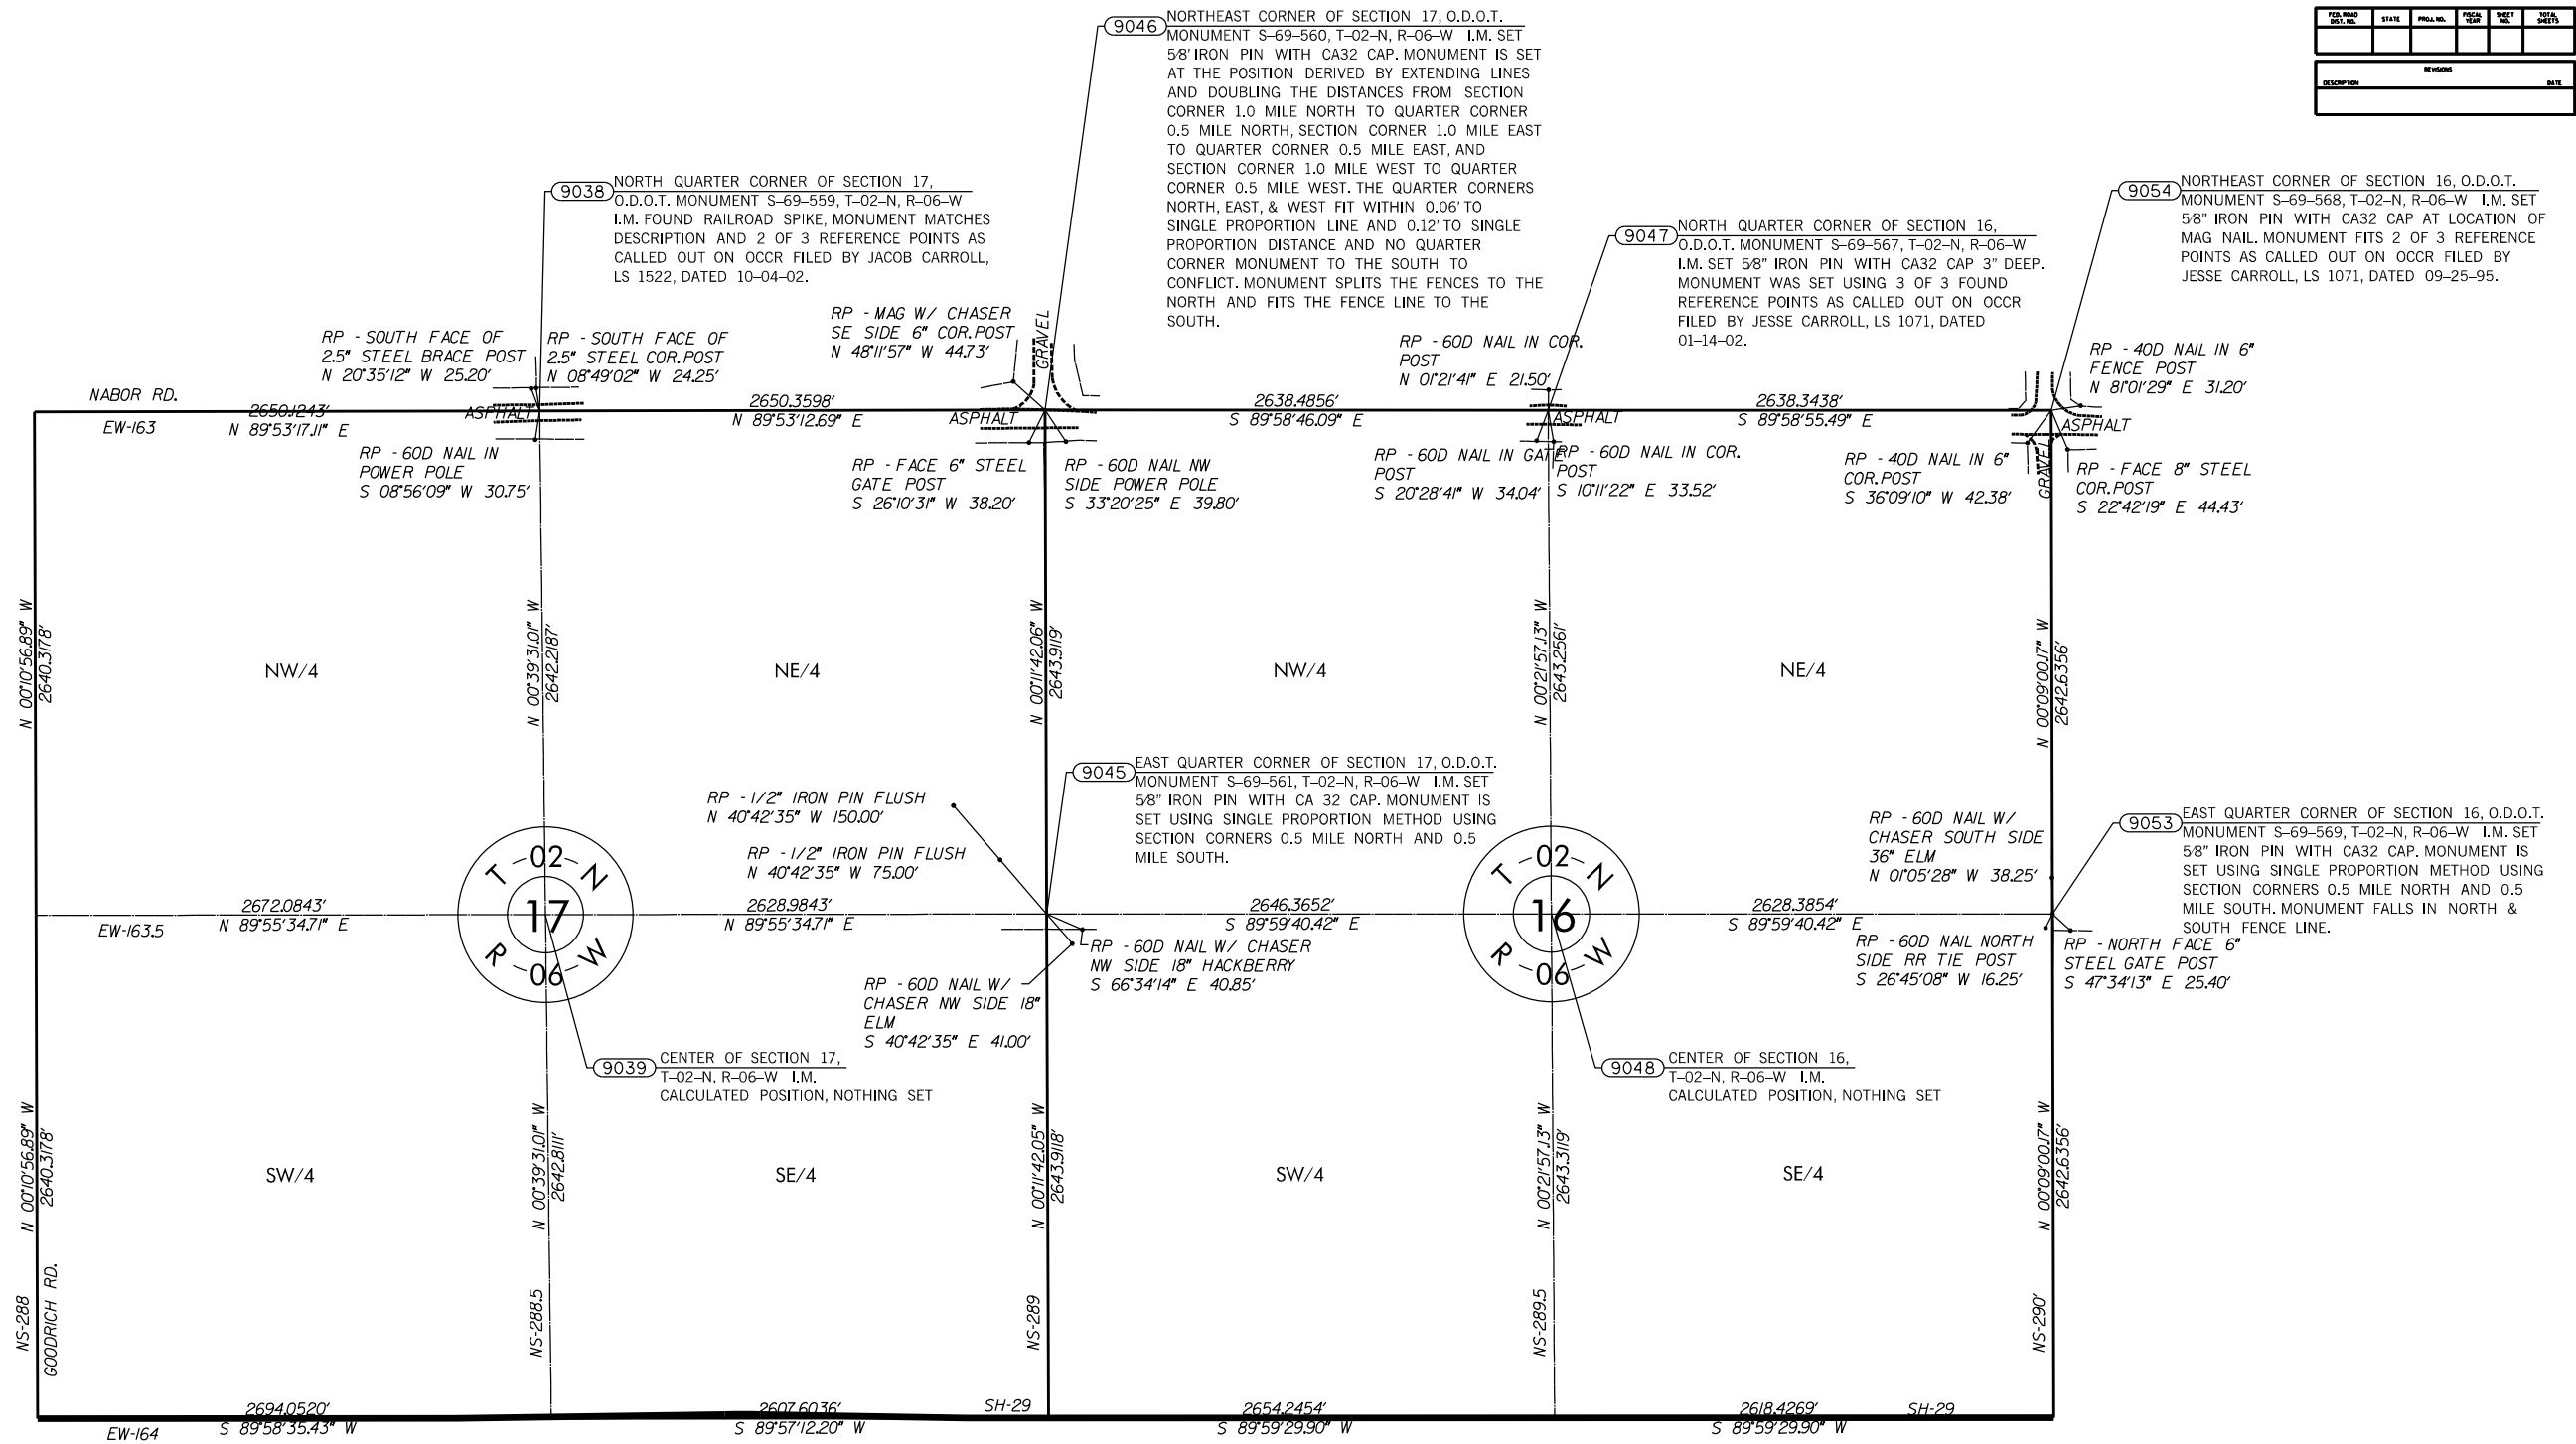 FED. ROAD DIST. NO.
STATE
PROJ. NO.
FISCAL YEAR
SHEET NO.
TOTAL SHEETS
REVISIONS
DESCRIPTION
DATE
9046
NORTHEAST CORNER OF SECTION 17, O.D.O.T.
MONUMENT S-69-560, T-02-N, R-06-W I.M. SET
5/8' IRON PIN WITH CA32 CAP. MONUMENT IS SET
AT THE POSITION DERIVED BY EXTENDING LINES
AND DOUBLING THE DISTANCES FROM SECTION
CORNER 1.0 MILE NORTH TO QUARTER CORNER
0.5 MILE NORTH, SECTION CORNER 1.0 MILE EAST
TO QUARTER CORNER 0.5 MILE EAST, AND
SECTION CORNER 1.0 MILE WEST TO QUARTER
CORNER 0.5 MILE WEST. THE QUARTER CORNERS
NORTH, EAST, & WEST FIT WITHIN 0.06' TO
SINGLE PROPORTION LINE AND 0.12' TO SINGLE
PROPORTION DISTANCE AND NO QUARTER
CORNER MONUMENT TO THE SOUTH TO
CONFLICT. MONUMENT SPLITS THE FENCES TO THE
NORTH AND FITS THE FENCE LINE TO THE
SOUTH.
9038
NORTH QUARTER CORNER OF SECTION 17,
O.D.O.T. MONUMENT S-69-559, T-02-N, R-06-W
I.M. FOUND RAILROAD SPIKE, MONUMENT MATCHES
DESCRIPTION AND 2 OF 3 REFERENCE POINTS AS
CALLED OUT ON OCCR FILED BY JACOB CARROLL,
LS 1522, DATED 10-04-02.
9047
NORTH QUARTER CORNER OF SECTION 16,
O.D.O.T. MONUMENT S-69-567, T-02-N, R-06-W
I.M. SET 5/8" IRON PIN WITH CA32 CAP 3" DEEP.
MONUMENT WAS SET USING 3 OF 3 FOUND
REFERENCE POINTS AS CALLED OUT ON OCCR
FILED BY JESSE CARROLL, LS 1071, DATED
01-14-02.
9054
NORTHEAST CORNER OF SECTION 16, O.D.O.T.
MONUMENT S-69-568, T-02-N, R-06-W I.M. SET
5/8" IRON PIN WITH CA32 CAP AT LOCATION OF
MAG NAIL. MONUMENT FITS 2 OF 3 REFERENCE
POINTS AS CALLED OUT ON OCCR FILED BY
JESSE CARROLL, LS 1071, DATED 09-25-95.
RP - SOUTH FACE OF
2.5" STEEL BRACE POST
N 20°35'12" W 25.20'
RP - SOUTH FACE OF
2.5" STEEL COR.POST
N 08°49'02" W 24.25'
RP - MAG W/ CHASER
SE SIDE 6" COR.POST
N 48°11'57" W 44.73'
GRAVEL
RP - 60D NAIL IN COR.
POST
N 01°21'41" E 21.50'
RP - 40D NAIL IN 6"
FENCE POST
N 81°01'29" E 31.20'
NABOR RD.
EW-163
2650.1243'
N 89°53'17.11" E
ASPHALT
2650.3598'
N 89°53'12.69" E
ASPHALT
2638.4856'
S 89°58'46.09" E
ASPHALT
2638.3438'
S 89°58'55.49" E
ASPHALT
GRAVEL
RP - 60D NAIL IN
POWER POLE
S 08°56'09" W 30.75'
RP - FACE 6" STEEL
GATE POST
S 26°10'31" W 38.20'
RP - 60D NAIL NW
SIDE POWER POLE
S 33°20'25" E 39.80'
RP - 60D NAIL IN GATE
POST
S 20°28'41" W 34.04'
RP - 60D NAIL IN COR.
POST
S 10°11'22" E 33.52'
RP - 40D NAIL IN 6"
COR.POST
S 36°09'10" W 42.38'
RP - FACE 8" STEEL
COR.POST
S 22°42'19" E 44.43'
N 00°10'56.89" W
2640.3178'
NW/4
N 00°39'31.01" W
2642.2187'
NE/4
N 00°11'42.06" W
2643.9119'
NW/4
N 00°21'57.13" W
2643.2561'
NE/4
N 00°09'00.17" W
2642.6356'
9045
EAST QUARTER CORNER OF SECTION 17, O.D.O.T.
MONUMENT S-69-561, T-02-N, R-06-W I.M. SET
5/8" IRON PIN WITH CA 32 CAP. MONUMENT IS
SET USING SINGLE PROPORTION METHOD USING
SECTION CORNERS 0.5 MILE NORTH AND 0.5
MILE SOUTH.
RP - 1/2" IRON PIN FLUSH
N 40°42'35" W 150.00'
RP - 1/2" IRON PIN FLUSH
N 40°42'35" W 75.00'
RP - 60D NAIL W/
CHASER SOUTH SIDE
36" ELM
N 01°05'28" W 38.25'
9053
EAST QUARTER CORNER OF SECTION 16, O.D.O.T.
MONUMENT S-69-569, T-02-N, R-06-W I.M. SET
5/8" IRON PIN WITH CA32 CAP. MONUMENT IS
SET USING SINGLE PROPORTION METHOD USING
SECTION CORNERS 0.5 MILE NORTH AND 0.5
MILE SOUTH. MONUMENT FALLS IN NORTH &
SOUTH FENCE LINE.
EW-163.5
2672.0843'
N 89°55'34.71" E
T-02-N
17
R-06-W
2628.9843'
N 89°55'34.71" E
2646.3652'
S 89°59'40.42" E
T-02-N
16
R-06-W
2628.3854'
S 89°59'40.42" E
RP - 60D NAIL W/ CHASER
NW SIDE 18" HACKBERRY
S 66°34'14" E 40.85'
RP - 60D NAIL W/
CHASER NW SIDE 18"
ELM
S 40°42'35" E 41.00'
RP - 60D NAIL NORTH
SIDE RR TIE POST
S 26°45'08" W 16.25'
RP - NORTH FACE 6"
STEEL GATE POST
S 47°34'13" E 25.40'
9039
CENTER OF SECTION 17,
T-02-N, R-06-W I.M.
CALCULATED POSITION, NOTHING SET
9048
CENTER OF SECTION 16,
T-02-N, R-06-W I.M.
CALCULATED POSITION, NOTHING SET
N 00°10'56.89" W
2640.3178'
SW/4
N 00°39'31.01" W
2642.8111'
SE/4
N 00°11'42.05" W
2643.9118'
SW/4
N 00°21'57.13" W
2643.3119'
SE/4
N 00°09'00.17" W
2642.6356'
NS-288
GOODRICH RD.
NS-288.5
NS-289
NS-289.5
NS-290'
EW-164
2694.0520'
S 89°58'35.43" W
2607.6036'
S 89°57'12.20" W
SH-29
2654.2454'
S 89°59'29.90" W
2618.4269'
S 89°59'29.90" W
SH-29